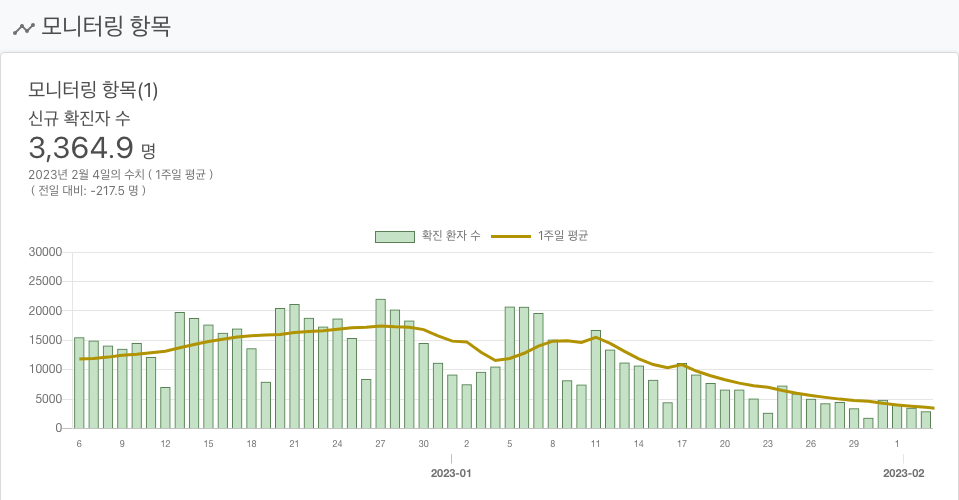 모니터링 항목
모니터링 항목(1)
신규 확진자 수
3,364.9 명
2023년 2월 4일의 수치 ( 1주일 평균 )
( 전일 대비: -217.5 명 )
확진 환자 수 1주일 평균
30000
25000
20000
15000
10000
5000
0
6 9 12 15 18 21 24 27 30 2 5 8 11 14 17 20 23 26 29 1
2023-01 2023-02